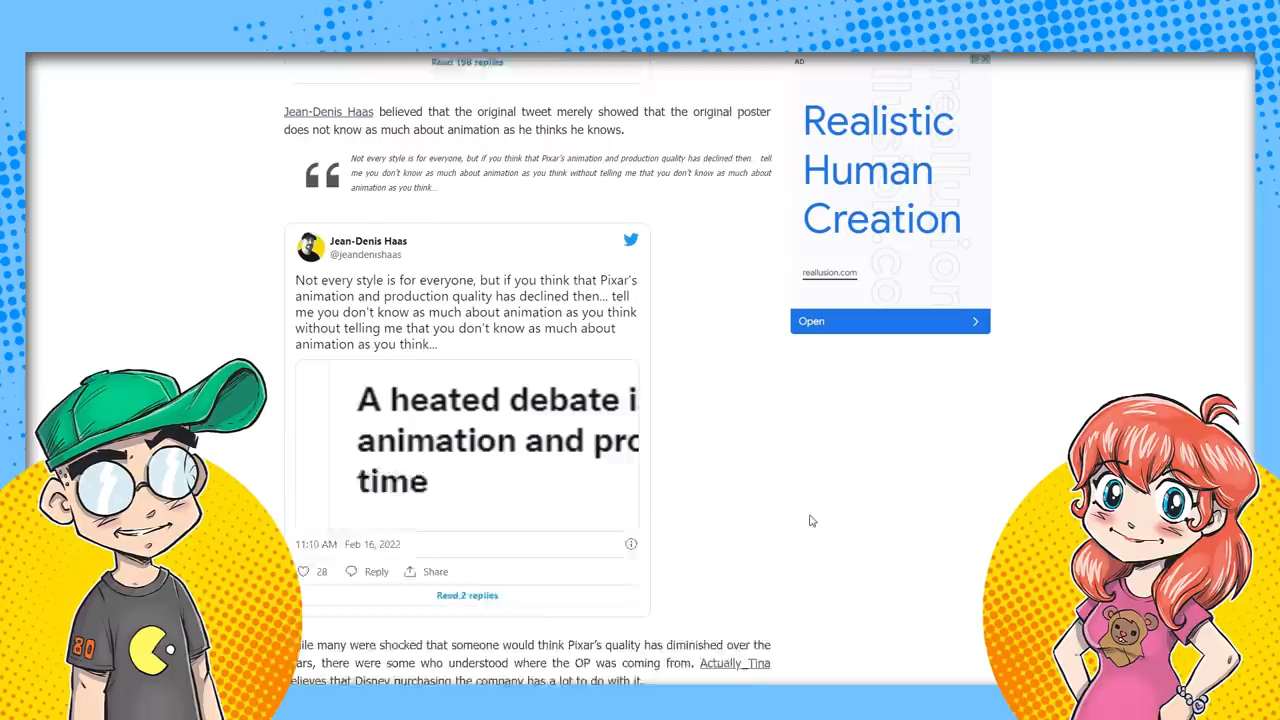 Read 198 replies
AD
Jean-Denis Haas believed that the original tweet merely showed that the original poster
does not know as much about animation as he thinks he knows.
Not every style is for everyone, but if you think that Pixar's animation and production quality has declined then... tell
me you don't know as much about animation as you think without telling me that you don't know as much about
animation as you think...
Realistic
Human
Creation
reallusion.com
Open
Jean-Denis Haas
@jeandenishaas
Not every style is for everyone, but if you think that Pixar's
animation and production quality has declined then... tell
me you don't know as much about animation as you think
without telling me that you don't know as much about
animation as you think...
A heated debate i
animation and pro
time
11:10 AM Feb 16, 2022
28 Reply Share
Read 2 replies
ile many were shocked that someone would think Pixar's quality has diminished over the
ars, there were some who understood where the OP was coming from. Actually_Tina
elieves that Disney purchasing the company has a lot to do with it.
80